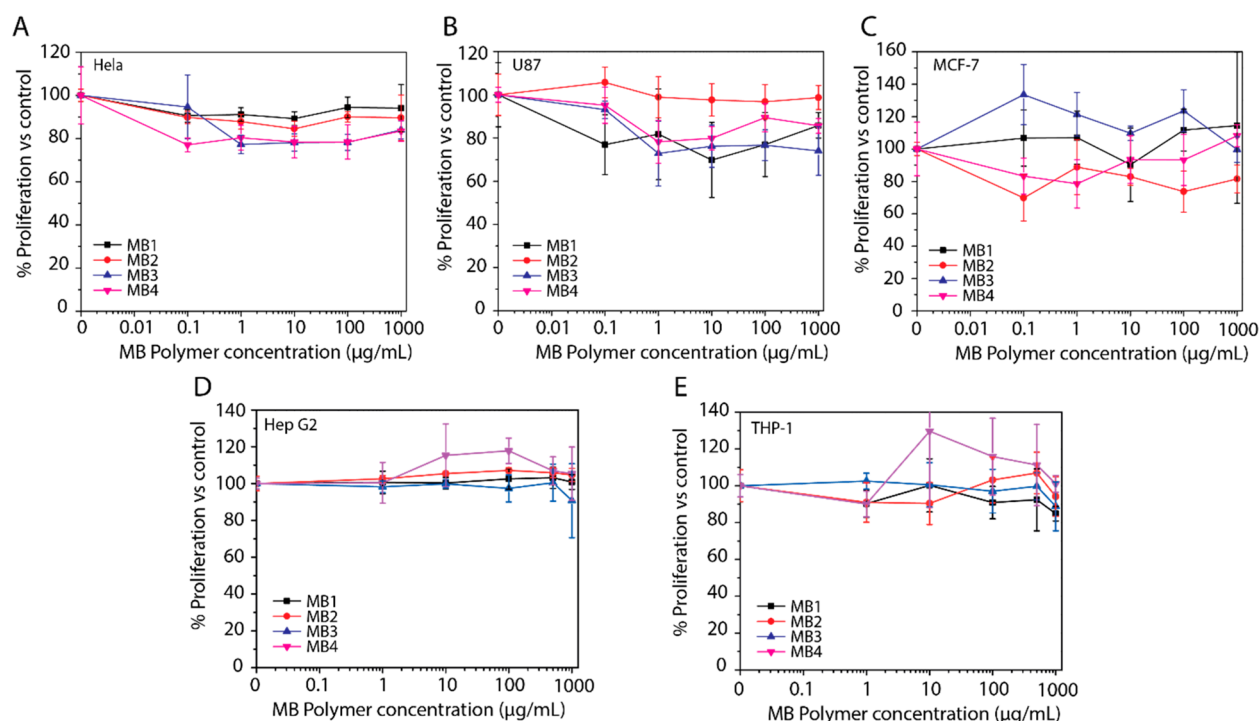 A
% Proliferation vs control
120
100
80
60
40
20
0
Hela
MB1
MB2
MB3
MB4
0 0.01 0.1 1 10 100 1000
MB Polymer concentration (µg/mL)
B
% Proliferation vs control
120
100
80
60
40
20
0
U87
MB1
MB2
MB3
MB4
0 0.01 0.1 1 10 100 1000
MB Polymer concentration (µg/mL)
C
% Proliferation vs control
160
140
120
100
80
60
40
20
0
MCF-7
MB1
MB2
MB3
MB4
0 0.01 0.1 1 10 100 1000
MB Polymer concentration (µg/mL)
D
% Proliferation vs control
140
120
100
80
60
40
20
0
Hep G2
MB1
MB2
MB3
MB4
0 0.1 1 10 100 1000
MB Polymer concentration (µg/mL)
E
% Proliferation vs control
140
120
100
80
60
40
20
0
THP-1
MB1
MB2
MB3
MB4
0 0.1 1 10 100 1000
MB Polymer concentration (µg/mL)